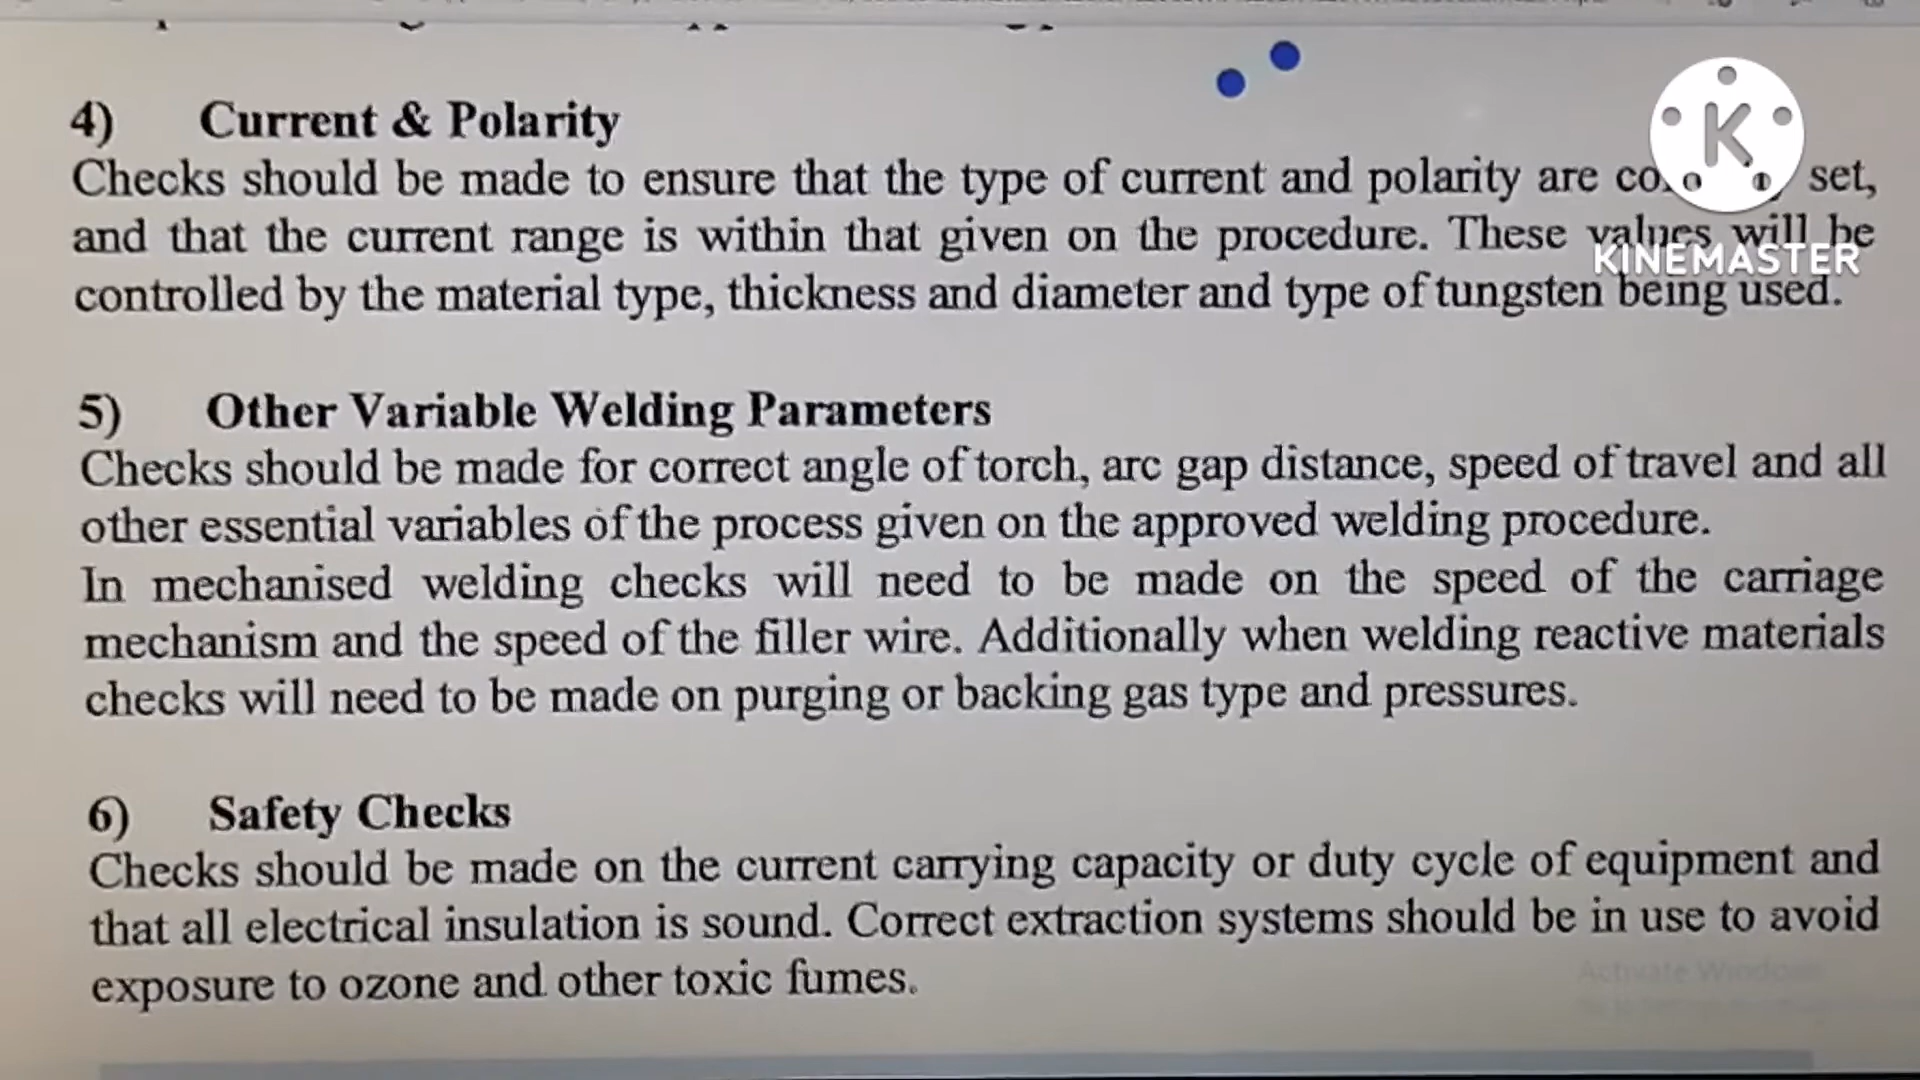 4) Current & Polarity
Checks should be made to ensure that the type of current and polarity are set,
and that the current range is within that given on the procedure. These values will be
KINEMASTER
controlled by the material type, thickness and diameter and type of tungsten being used.
5) Other Variable Welding Parameters
Checks should be made for correct angle of torch, arc gap distance, speed of travel and all
other essential variables of the process given on the approved welding procedure.
In mechanised welding checks will need to be made on the speed of the carriage
mechanism and the speed of the filler wire. Additionally when welding reactive materials
checks will need to be made on purging or backing gas type and pressures.
6) Safety Checks
Checks should be made on the current carrying capacity or duty cycle of equipment and
that all electrical insulation is sound. Correct extraction systems should be in use to avoid
exposure to ozone and other toxic fumes.
Activate Windows